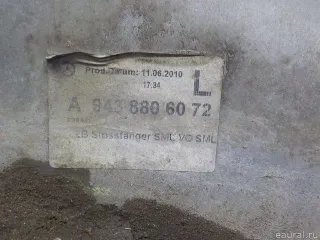 Prod.Datum: 11.06.2010
17:34
L
A 943 880 60 72
Stossfänger SML VO SML
eaural.ru